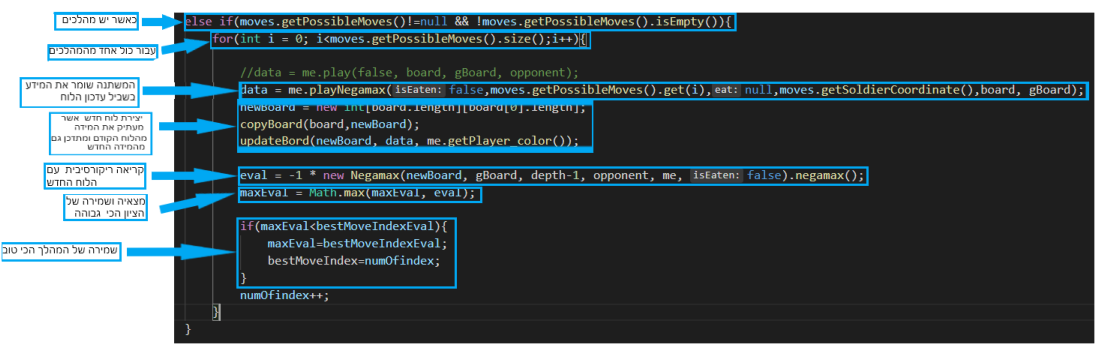 כאשר יש מהלכים
else if(moves.getPossibleMoves()!=null && !moves.getPossibleMoves().isEmpty()){
עבור כול אחד מהמהלכים
for(int i = 0; i<moves.getPossibleMoves().size();i++){
//data = me.play(false, board, gBoard, opponent);
המשתנה שומר את המידע
בשביל עדכון הלוח
data = me.playNegamax( isEaten: false,moves.getPossibleMoves().get(i), eat: null,moves.getSoldierCoordinate(),board, gBoard);
יצירת לוח חדש אשר
מעתיק את המידה
מהלוח הקודם ומתדכן גם
מהמידה החדש
newBoard = new int[board.length][board[0].length];
copyBoard(board,newBoard);
updateBord(newBoard, data, me.getPlayer_color());
קריאה ריקורסיבית עם
הלוח החדש
eval = -1 * new Negamax(newBoard, gBoard, depth-1, opponent, me, isEaten: false).negamax();
מצאיה ושמירה של
הציון הכי גבוהה
maxEval = Math.max(maxEval, eval);
שמירה של המהלך הכי טוב
if(maxEval<bestMoveIndexEval){
maxEval=bestMoveIndexEval;
bestMoveIndex=numOfindex;
}
numOfindex++;
}
}